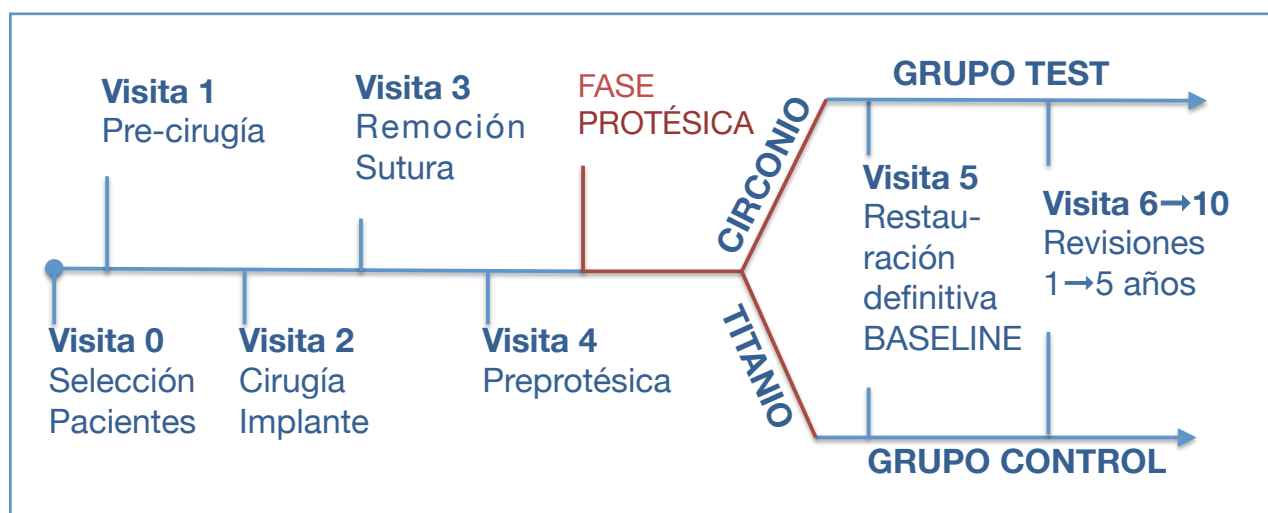 Visita 1
Pre-cirugía
Visita 3
Remoción
Sutura
FASE
PROTÉSICA
Visita 0
Selección
Pacientes
Visita 2
Cirugía
Implante
Visita 4
Preprotésica
CIRCONIO
TITANIO
GRUPO TEST
Visita 5
Restau-
ración
definitiva
BASELINE
Visita 6→10
Revisiones
1→5 años
GRUPO CONTROL